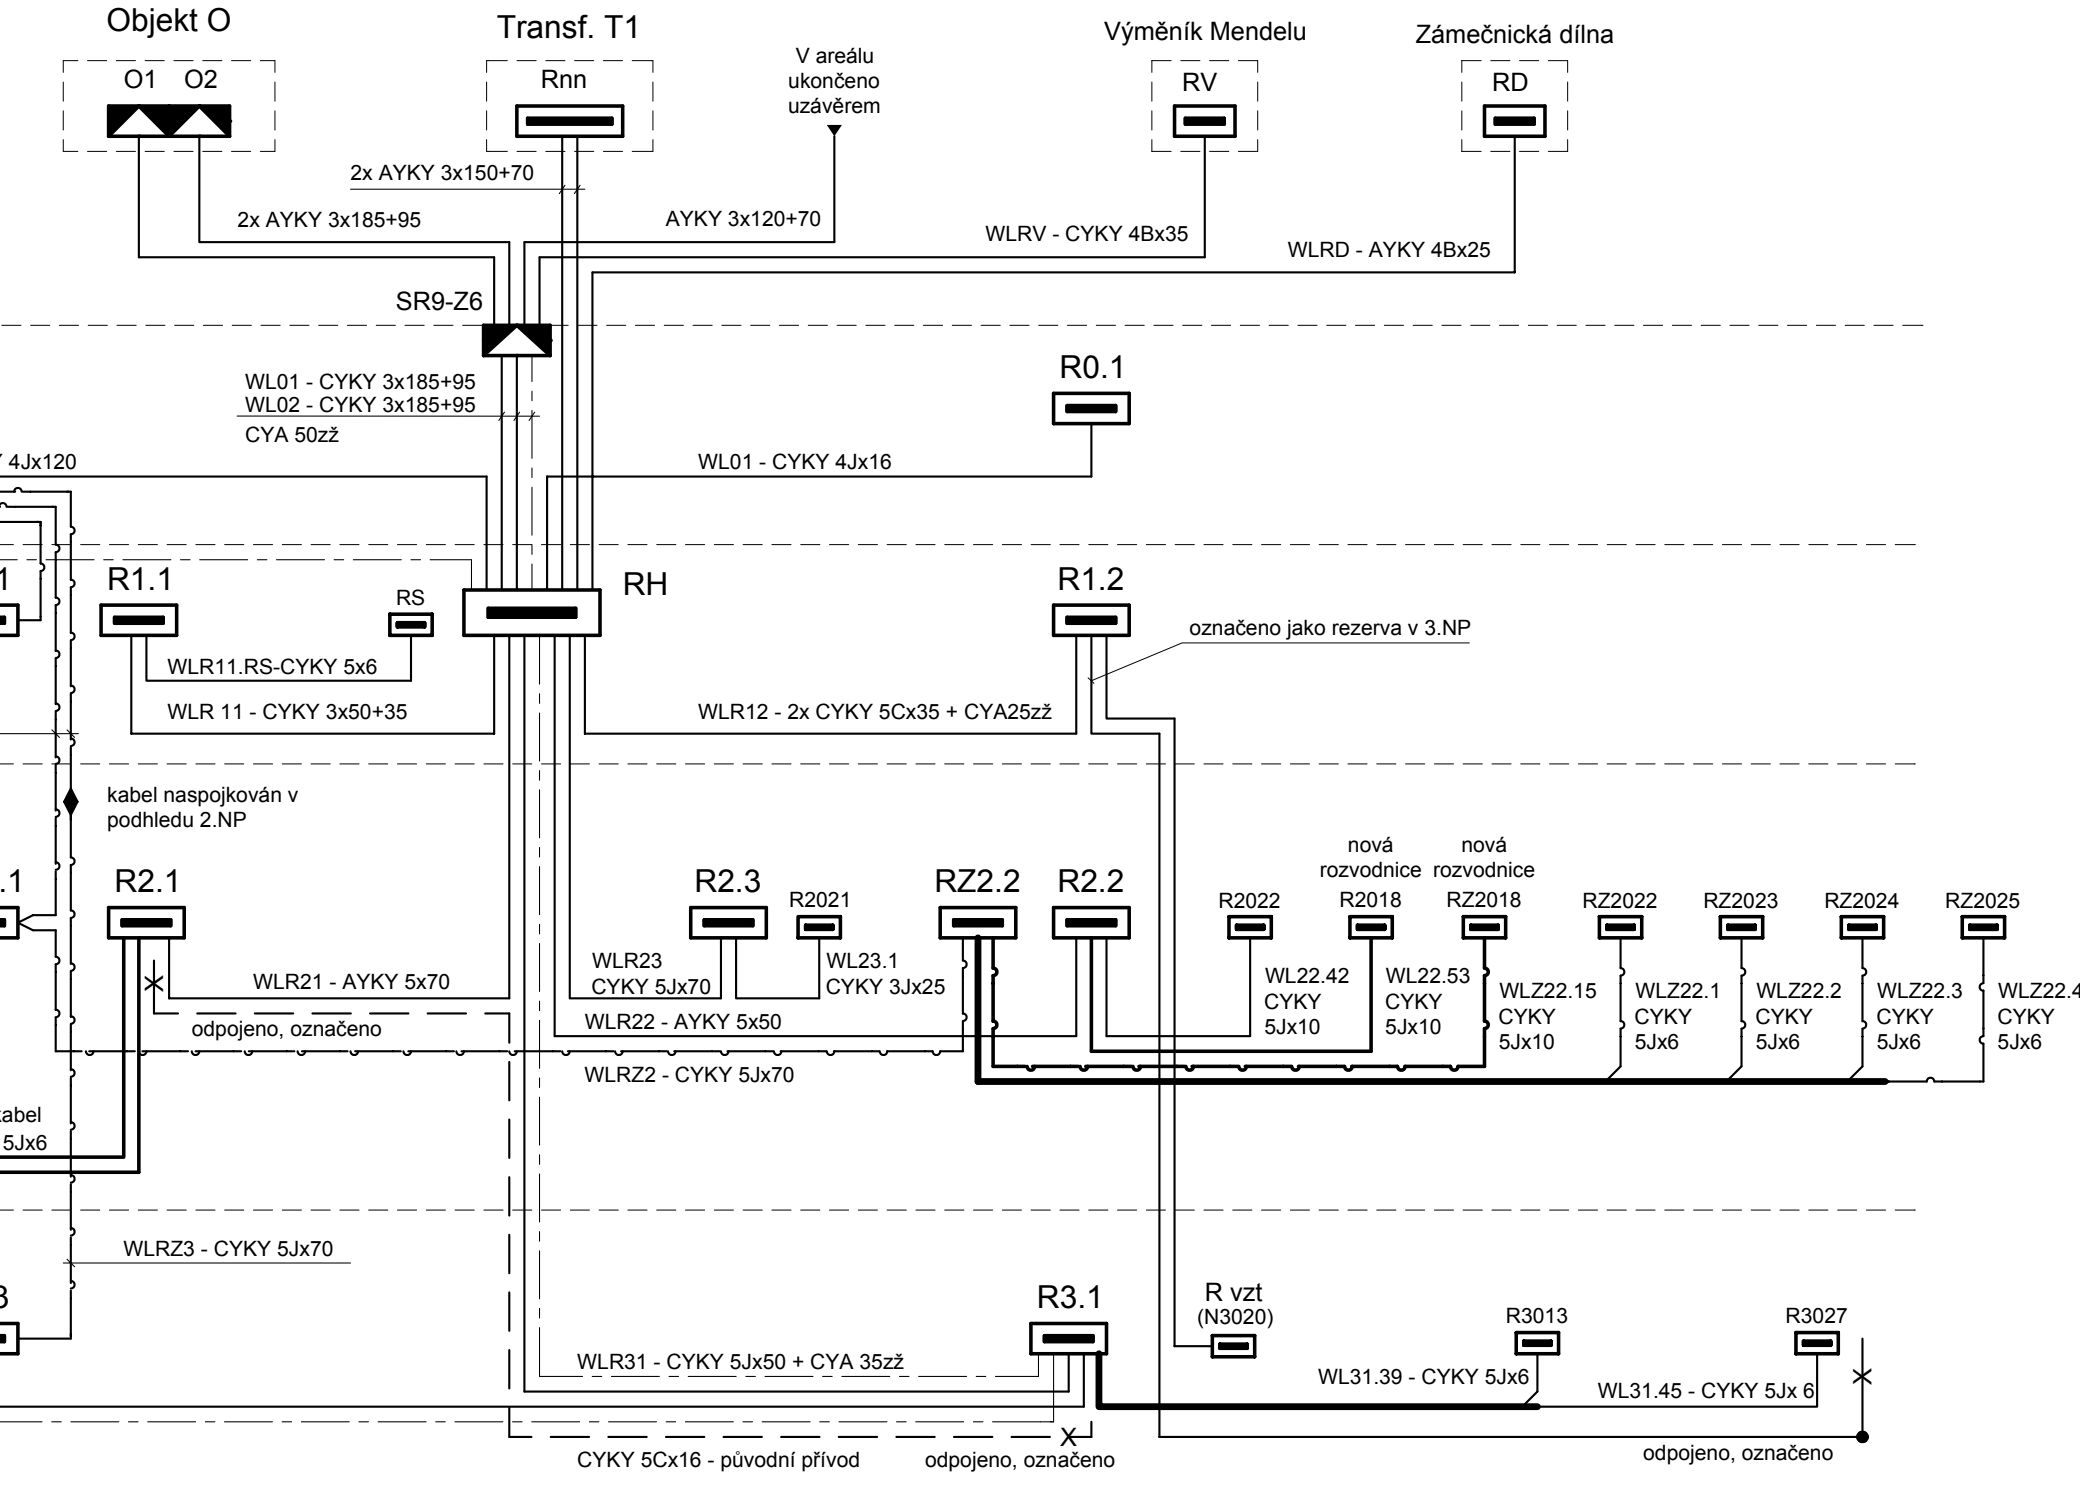 Objekt O
Transf. T1
Výměník Mendelu
Zámečnická dílna
V areálu
ukončeno
uzávěrem
O1 O2
Rnn
RV
RD
2x AYKY 3x150+70
2x AYKY 3x185+95
AYKY 3x120+70
WLRV - CYKY 4Bx35
WLRD - AYKY 4Bx25
SR9-Z6
WL01 - CYKY 3x185+95
WL02 - CYKY 3x185+95
CYA 50zž
R0.1
4Jx120
WL01 - CYKY 4Jx16
1
R1.1
RS
RH
R1.2
označeno jako rezerva v 3.NP
WLR11.RS-CYKY 5x6
WLR 11 - CYKY 3x50+35
WLR12 - 2x CYKY 5Cx35 + CYA25zž
kabel naspojkován v
podhledu 2.NP
nová
rozvodnice
nová
rozvodnice
.1
R2.1
R2.3
R2021
RZ2.2
R2.2
R2022
R2018
RZ2018
RZ2022
RZ2023
RZ2024
RZ2025
WLR21 - AYKY 5x70
odpojeno, označeno
WLR23
CYKY 5Jx70
WL23.1
CYKY 3Jx25
WLR22 - AYKY 5x50
WLRZ2 - CYKY 5Jx70
WL22.42
CYKY
5Jx10
WL22.53
CYKY
5Jx10
WLZ22.15
CYKY
5Jx10
WLZ22.1
CYKY
5Jx6
WLZ22.2
CYKY
5Jx6
WLZ22.3
CYKY
5Jx6
WLZ22.4
CYKY
5Jx6
kabel
5Jx6
WLRZ3 - CYKY 5Jx70
3
R3.1
R vzt
(N3020)
R3013
R3027
WLR31 - CYKY 5Jx50 + CYA 35zž
WL31.39 - CYKY 5Jx6
WL31.45 - CYKY 5Jx 6
CYKY 5Cx16 - původní přívod
odpojeno, označeno
odpojeno, označeno